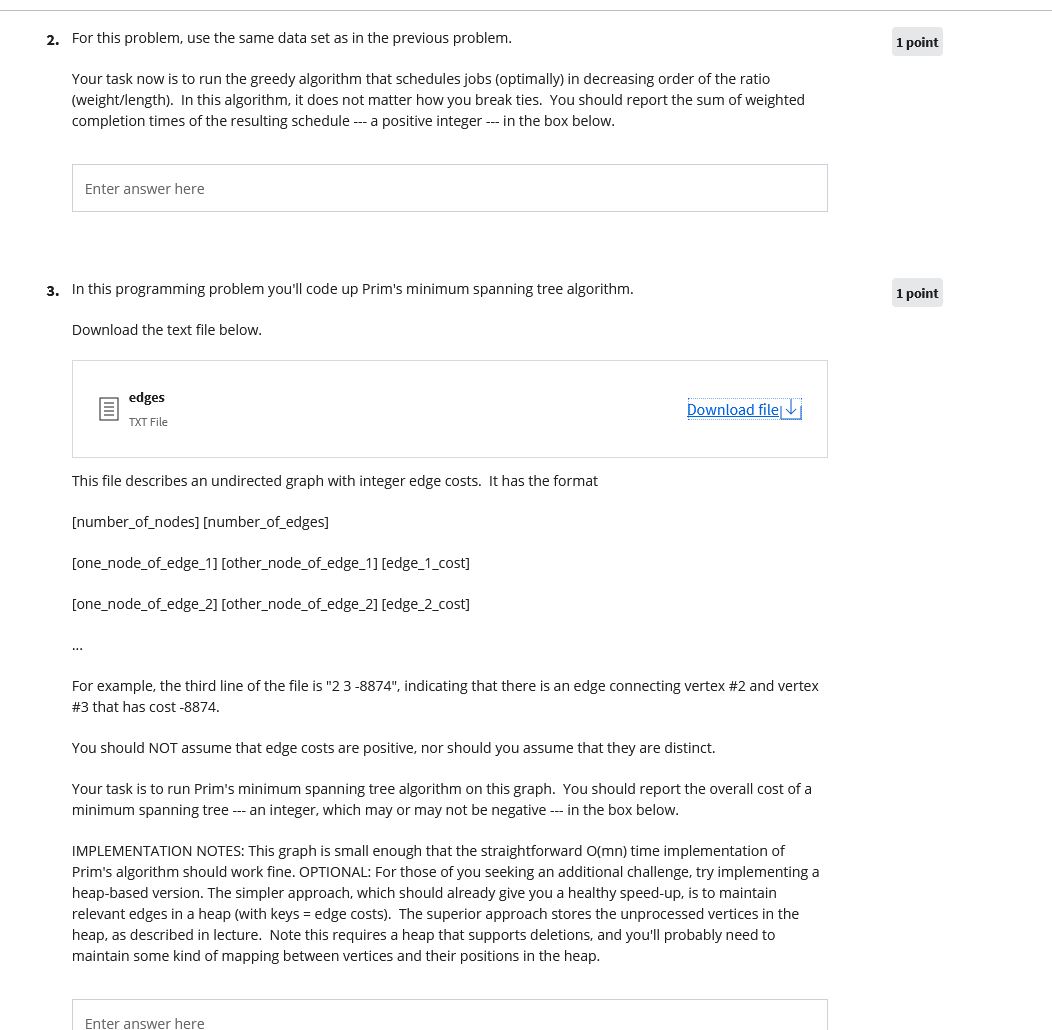 2. For this problem, use the same data set as in the previous problem.
1 point
Your task now is to run the greedy algorithm that schedules jobs (optimally) in decreasing order of the ratio
(weight/length).  In this algorithm, it does not matter how you break ties.  You should report the sum of weighted
completion times of the resulting schedule --- a positive integer --- in the box below.
Enter answer here
3. In this programming problem you'll code up Prim's minimum spanning tree algorithm.
1 point
Download the text file below.
edges
TXT File
Download file
This file describes an undirected graph with integer edge costs.  It has the format
[number_of_nodes] [number_of_edges]
[one_node_of_edge_1] [other_node_of_edge_1] [edge_1_cost]
[one_node_of_edge_2] [other_node_of_edge_2] [edge_2_cost]
...
For example, the third line of the file is "2 3 -8874", indicating that there is an edge connecting vertex #2 and vertex
#3 that has cost -8874.
You should NOT assume that edge costs are positive, nor should you assume that they are distinct.
Your task is to run Prim's minimum spanning tree algorithm on this graph.  You should report the overall cost of a
minimum spanning tree --- an integer, which may or may not be negative --- in the box below.
IMPLEMENTATION NOTES: This graph is small enough that the straightforward O(mn) time implementation of
Prim's algorithm should work fine. OPTIONAL: For those of you seeking an additional challenge, try implementing a
heap-based version. The simpler approach, which should already give you a healthy speed-up, is to maintain
relevant edges in a heap (with keys = edge costs).  The superior approach stores the unprocessed vertices in the
heap, as described in lecture.  Note this requires a heap that supports deletions, and you'll probably need to
maintain some kind of mapping between vertices and their positions in the heap.
Enter answer here